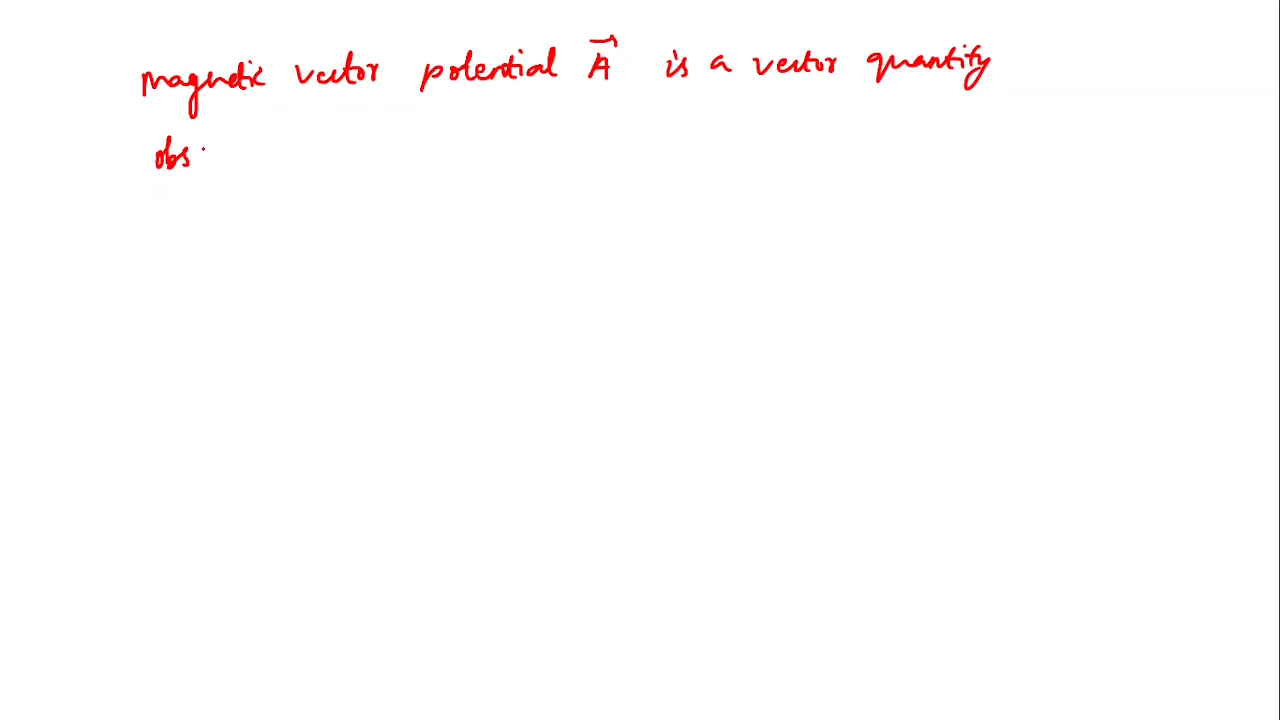 magnetic vector potential A⃗ is a vector quantity
obs